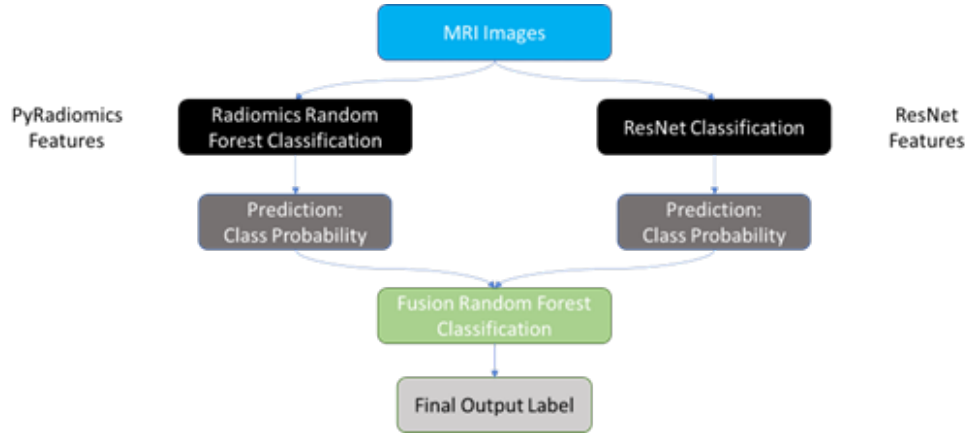 MRI Images
PyRadiomics
Features
Radiomics Random
Forest Classification
ResNet Classification
ResNet
Features
Prediction:
Class Probability
Prediction:
Class Probability
Fusion Random Forest
Classification
Final Output Label